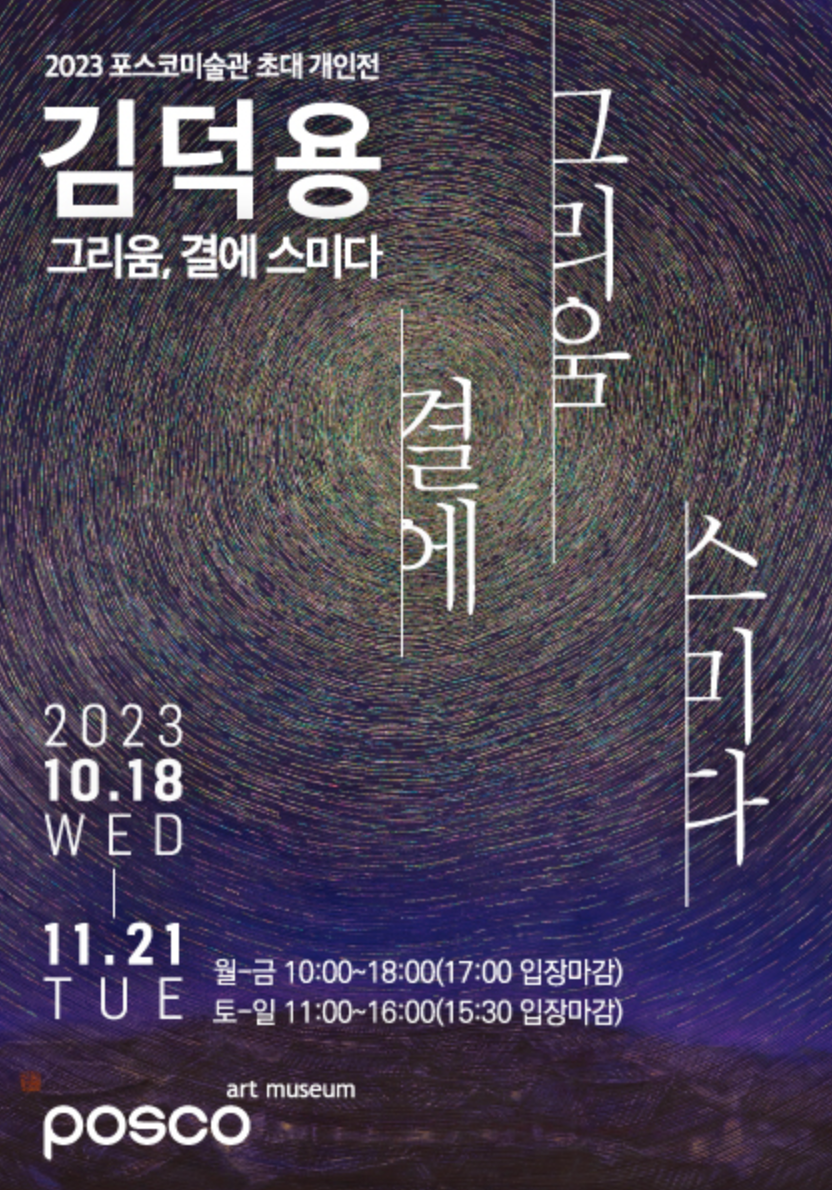 2023 포스코미술관 초대 개인전
김덕용
그리움, 결에 스미다
그리움
결에
스미다
2023
10.18
WED
11.21
TUE
월-금 10:00~18:00(17:00 입장마감)
토-일 11:00~16:00(15:30 입장마감)
art museum
posco